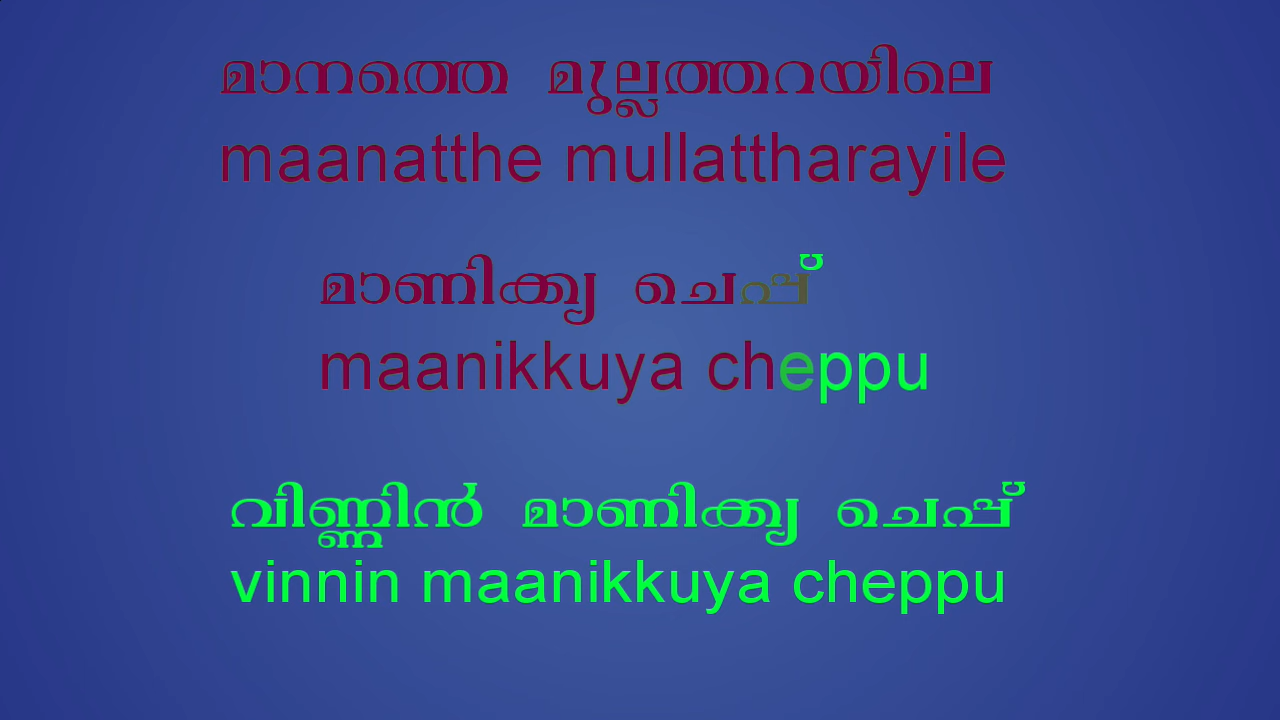 മാനത്തെ മുല്ലത്തറയിലെ
maanatthe mullattharayile
മാണിക്യ ചെപ്പ്
maanikkuya cheppu
വിണ്ണിൻ മാണിക്യ ചെപ്പ്
vinnin maanikkuya cheppu